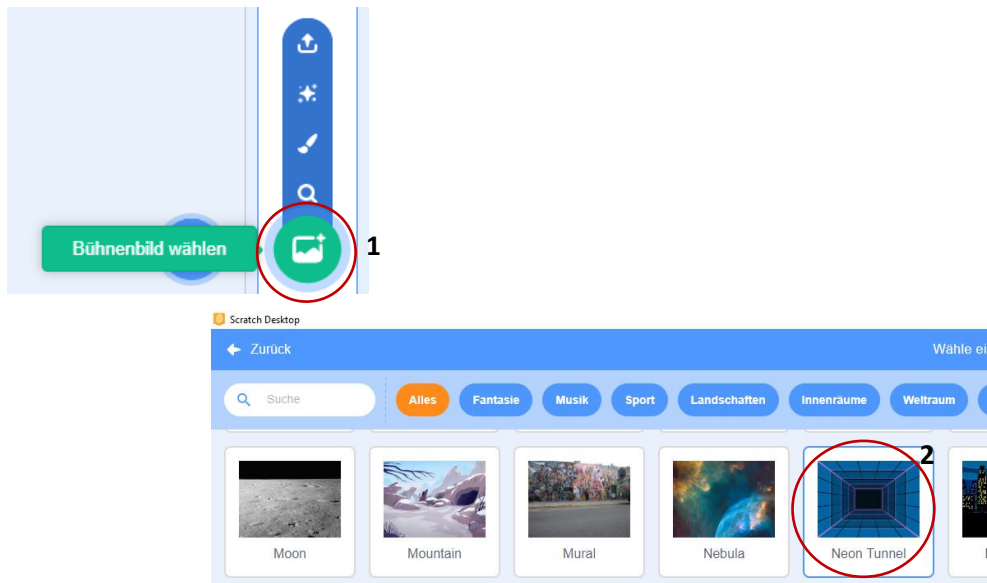 Bühnenbild wählen
1
Scratch Desktop
Zurück
Wähle
Suche
Alles
Fantasie
Musik
Sport
Landschaften
Innenräume
Weltraum
2
Moon
Mountain
Mural
Nebula
Neon Tunnel